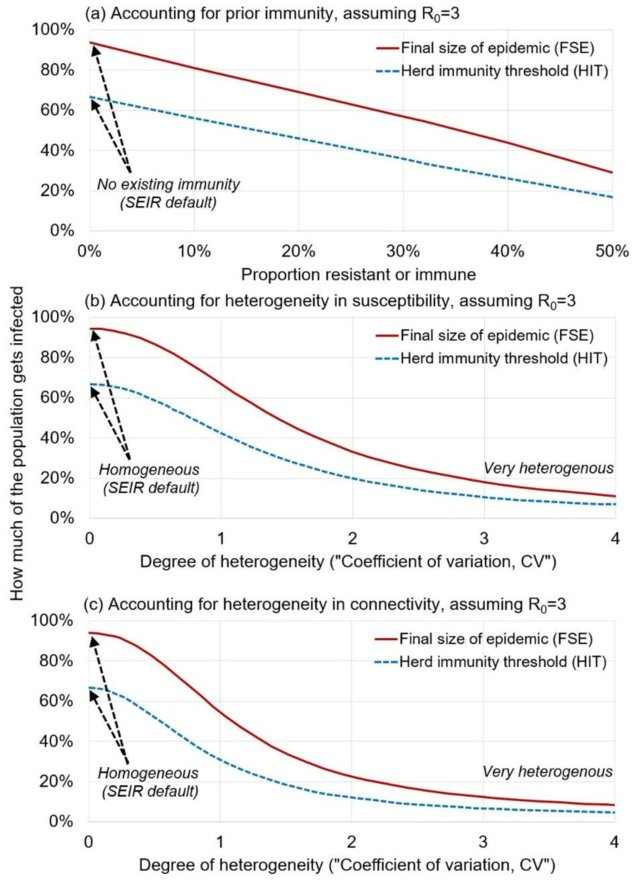 (a) Accounting for prior immunity, assuming R₀=3
100%
80%
60%
40%
20%
0%
Final size of epidemic (FSE)
Herd immunity threshold (HIT)
No existing immunity
(SEIR default)
0%
10%
20%
30%
40%
50%
Proportion resistant or immune
How much of the population gets infected
(b) Accounting for heterogeneity in susceptibility, assuming R₀=3
100%
80%
60%
40%
20%
0%
Final size of epidemic (FSE)
Herd immunity threshold (HIT)
Homogeneous
(SEIR default)
Very heterogenous
0
1
2
3
4
Degree of heterogeneity ("Coefficient of variation, CV")
(c) Accounting for heterogeneity in connectivity, assuming R₀=3
100%
80%
60%
40%
20%
0%
Final size of epidemic (FSE)
Herd immunity threshold (HIT)
Homogeneous
(SEIR default)
Very heterogenous
0
1
2
3
4
Degree of heterogeneity ("Coefficient of variation, CV")